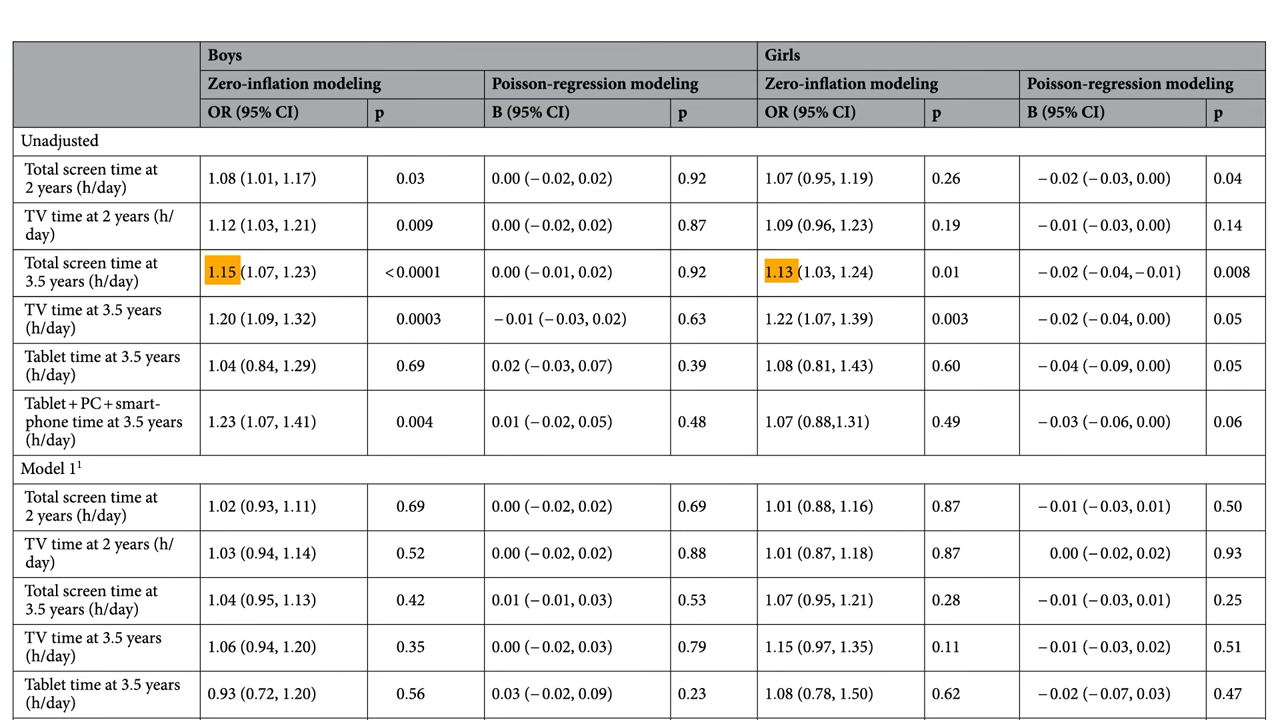 Boys Girls
Zero-inflation modeling Poisson-regression modeling Zero-inflation modeling Poisson-regression modeling
OR (95% CI) p B (95% CI) p OR (95% CI) p B (95% CI) p
Unadjusted
Total screen time at
2 years (h/day) 1.08 (1.01, 1.17) 0.03 0.00 (−0.02, 0.02) 0.92 1.07 (0.95, 1.19) 0.26 −0.02 (−0.03, 0.00) 0.04
TV time at 2 years (h/
day) 1.12 (1.03, 1.21) 0.009 0.00 (−0.02, 0.02) 0.87 1.09 (0.96, 1.23) 0.19 −0.01 (−0.03, 0.00) 0.14
Total screen time at
3.5 years (h/day) 1.15 (1.07, 1.23) <0.0001 0.00 (−0.01, 0.02) 0.92 1.13 (1.03, 1.24) 0.01 −0.02 (−0.04,−0.01) 0.008
TV time at 3.5 years
(h/day) 1.20 (1.09, 1.32) 0.0003 −0.01 (−0.03, 0.02) 0.63 1.22 (1.07, 1.39) 0.003 −0.02 (−0.04, 0.00) 0.05
Tablet time at 3.5 years
(h/day) 1.04 (0.84, 1.29) 0.69 0.02 (−0.03, 0.07) 0.39 1.08 (0.81, 1.43) 0.60 −0.04 (−0.09, 0.00) 0.05
Tablet+PC+smart-
phone time at 3.5 years
(h/day) 1.23 (1.07, 1.41) 0.004 0.01 (−0.02, 0.05) 0.48 1.07 (0.88,1.31) 0.49 −0.03 (−0.06, 0.00) 0.06
Model 1¹
Total screen time at
2 years (h/day) 1.02 (0.93, 1.11) 0.69 0.00 (−0.02, 0.02) 0.69 1.01 (0.88, 1.16) 0.87 −0.01 (−0.03, 0.01) 0.50
TV time at 2 years (h/
day) 1.03 (0.94, 1.14) 0.52 0.00 (−0.02, 0.02) 0.88 1.01 (0.87, 1.18) 0.87 0.00 (−0.02, 0.02) 0.93
Total screen time at
3.5 years (h/day) 1.04 (0.95, 1.13) 0.42 0.01 (−0.01, 0.03) 0.53 1.07 (0.95, 1.21) 0.28 −0.01 (−0.03, 0.01) 0.25
TV time at 3.5 years
(h/day) 1.06 (0.94, 1.20) 0.35 0.00 (−0.02, 0.03) 0.79 1.15 (0.97, 1.35) 0.11 −0.01 (−0.03, 0.02) 0.51
Tablet time at 3.5 years
(h/day) 0.93 (0.72, 1.20) 0.56 0.03 (−0.02, 0.09) 0.23 1.08 (0.78, 1.50) 0.62 −0.02 (−0.07, 0.03) 0.47